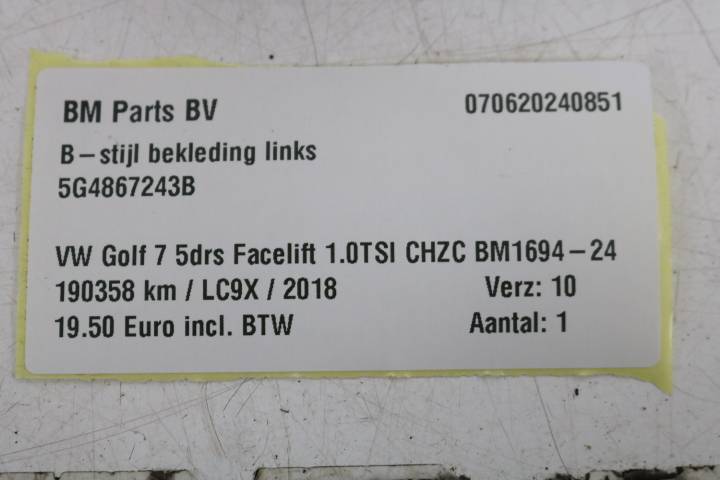 BM Parts BV 070620240851
B-stijl bekleding links
5G4867243B
VW Golf 7 5drs Facelift 1.0TSI CHZC BM1694-24
190358 km / LC9X / 2018 Verz: 10
19.50 Euro incl. BTW Aantal: 1